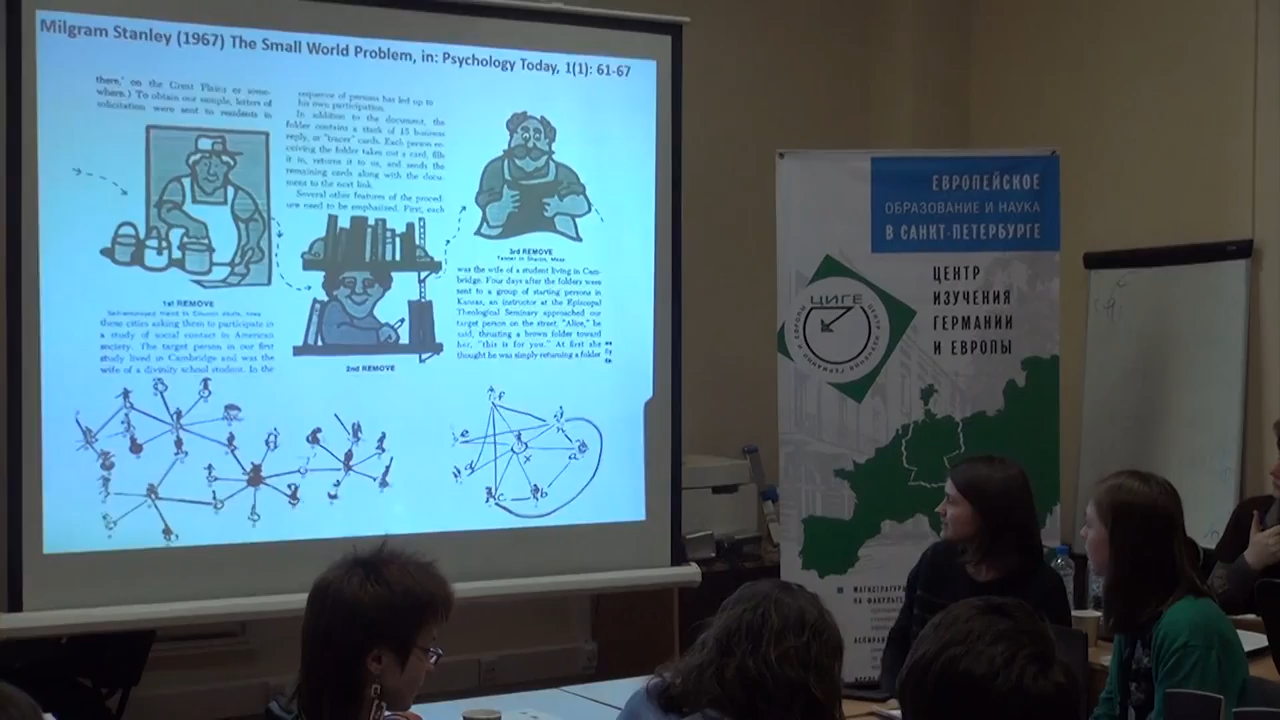 Milgram Stanley (1967) The Small World Problem, in: Psychology Today, 1(1): 61-67
there,' on the Great Plains or some-
where.) To obtain our sample, letters of
solicitation were sent to residents in
1st REMOVE
these cities asking them to participate in
a study of social contact in American
society. The target person in our first
study lived in Cambridge and was the
wife of a divinity school student. In the
sequence of persons has led up to
his own participation.
In addition to the document, the
folder contains a stack of 15 business
reply, or "tracer" cards. Each person re-
ceiving the folder takes out a card, fills
it in, returns it to us, and sends the
remaining cards along with the docu-
ment to the next link.
Several other features of the proced-
ure need to be emphasized. First, each
2nd REMOVE
3rd REMOVE
Tanner in Sharon, Mass.
was the wife of a student living in Cam-
bridge. Four days after the folders were
sent to a group of starting persons in
Kansas, an instructor at the Episcopal
Theological Seminary approached our
target person on the street. "Alice," he
said, thrusting a brown folder toward
her, "this is for you." At first she
thought he was simply returning a folder
f
e
d
x
a
c
b
ЕВРОПЕЙСКОЕ
ОБРАЗОВАНИЕ И НАУКА
В САНКТ-ПЕТЕРБУРГЕ
ЦЕНТР
ИЗУЧЕНИЯ
ГЕРМАНИИ
И ЕВРОПЫ
ЦИГЕ
ЦЕНТР ИЗУЧЕНИЯ ГЕРМАНИИ И ЕВРОПЫ
МАГИСТРАТУРА